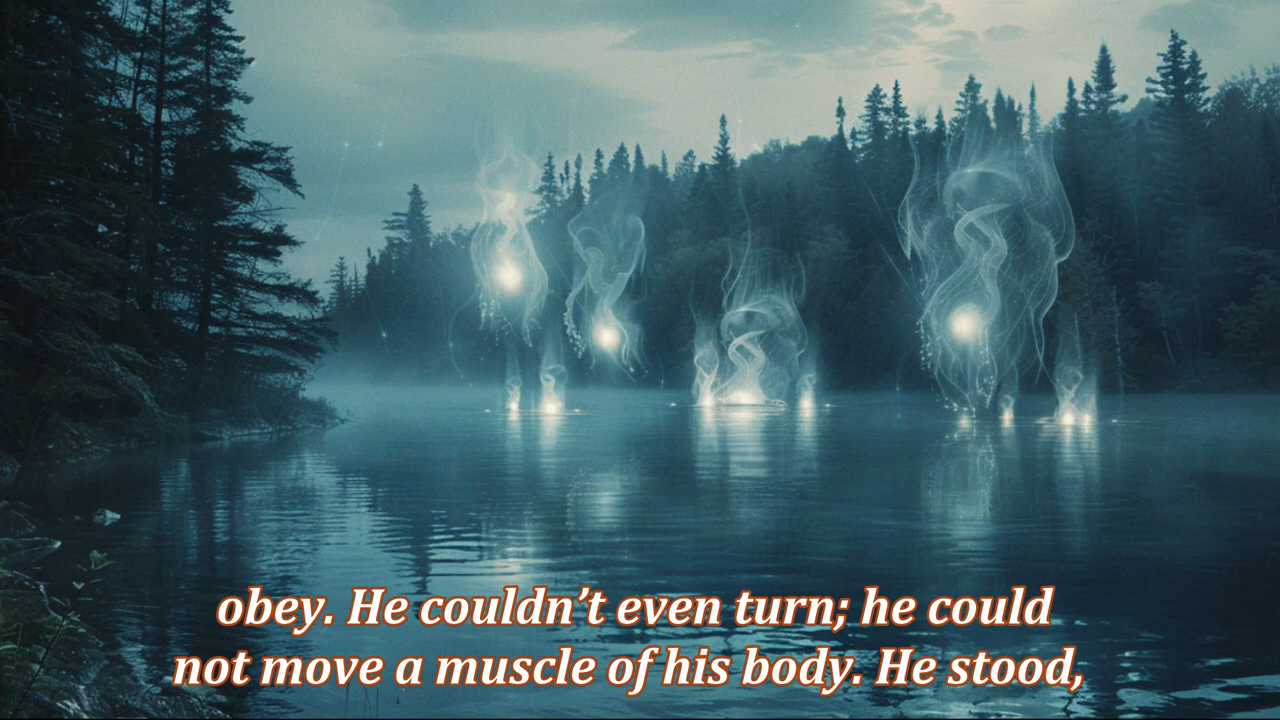 obey. He couldn’t even turn; he could
not move a muscle of his body. He stood,